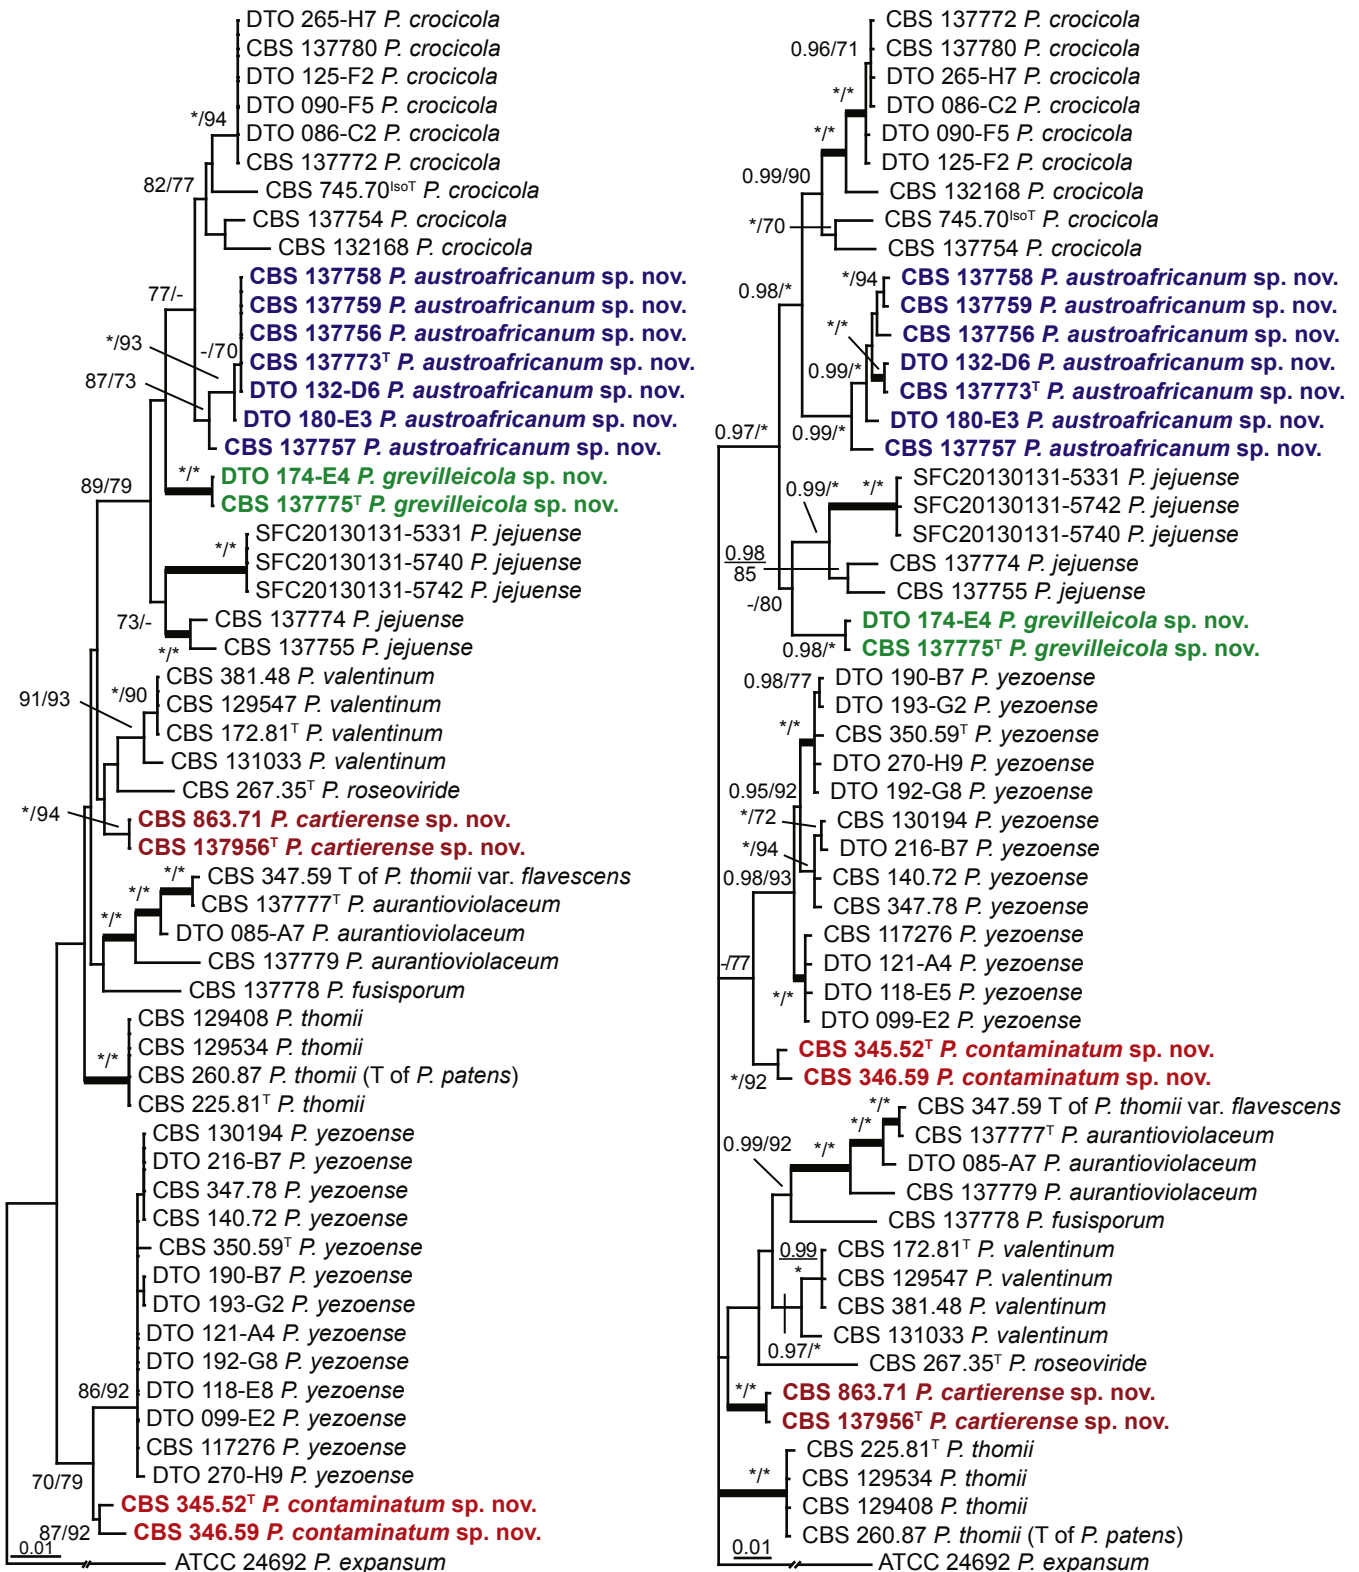 DTO 265-H7 P. crocicola
CBS 137780 P. crocicola
DTO 125-F2 P. crocicola
DTO 090-F5 P. crocicola
*/94
DTO 086-C2 P. crocicola
CBS 137772 P. crocicola
82/77
CBS 745.70IsoT P. crocicola
CBS 137754 P. crocicola
CBS 132168 P. crocicola
CBS 137758 P. austroafricanum sp. nov.
77/-
CBS 137759 P. austroafricanum sp. nov.
CBS 137756 P. austroafricanum sp. nov.
*/93
-/70
CBS 137773T P. austroafricanum sp. nov.
87/73
DTO 132-D6 P. austroafricanum sp. nov.
DTO 180-E3 P. austroafricanum sp. nov.
CBS 137757 P. austroafricanum sp. nov.
*/*
DTO 174-E4 P. grevilleicola sp. nov.
89/79
CBS 137775T P. grevilleicola sp. nov.
SFC20130131-5331 P. jejuense
*/*
SFC20130131-5740 P. jejuense
SFC20130131-5742 P. jejuense
73/-
CBS 137774 P. jejuense
CBS 137755 P. jejuense
*/*
CBS 381.48 P. valentinum
91/93
*/90
CBS 129547 P. valentinum
CBS 172.81T P. valentinum
CBS 131033 P. valentinum
CBS 267.35T P. roseoviride
*/94
CBS 863.71 P. cartierense sp. nov.
CBS 137956T P. cartierense sp. nov.
*/*
CBS 347.59 T of P. thomii var. flavescens
*/*
CBS 137777T P. aurantioviolaceum
*/*
DTO 085-A7 P. aurantioviolaceum
CBS 137779 P. aurantioviolaceum
CBS 137778 P. fusisporum
CBS 129408 P. thomii
CBS 129534 P. thomii
*/*
CBS 260.87 P. thomii (T of P. patens)
CBS 225.81T P. thomii
CBS 130194 P. yezoense
DTO 216-B7 P. yezoense
CBS 347.78 P. yezoense
CBS 140.72 P. yezoense
CBS 350.59T P. yezoense
DTO 190-B7 P. yezoense
DTO 193-G2 P. yezoense
DTO 121-A4 P. yezoense
DTO 192-G8 P. yezoense
86/92
DTO 118-E8 P. yezoense
DTO 099-E2 P. yezoense
CBS 117276 P. yezoense
70/79
DTO 270-H9 P. yezoense
CBS 345.52T P. contaminatum sp. nov.
87/92
CBS 346.59 P. contaminatum sp. nov.
0.01
ATCC 24692 P. expansum
CBS 137772 P. crocicola
0.96/71
CBS 137780 P. crocicola
DTO 265-H7 P. crocicola
*/*
DTO 086-C2 P. crocicola
*/*
DTO 090-F5 P. crocicola
DTO 125-F2 P. crocicola
0.99/90
CBS 132168 P. crocicola
*/70
CBS 745.70IsoT P. crocicola
CBS 137754 P. crocicola
*/94
CBS 137758 P. austroafricanum sp. nov.
0.98/*
CBS 137759 P. austroafricanum sp. nov.
*/*
CBS 137756 P. austroafricanum sp. nov.
DTO 132-D6 P. austroafricanum sp. nov.
0.99/*
CBS 137773T P. austroafricanum sp. nov.
DTO 180-E3 P. austroafricanum sp. nov.
0.97/*
0.99/*
CBS 137757 P. austroafricanum sp. nov.
0.99/*
*/*
SFC20130131-5331 P. jejuense
SFC20130131-5742 P. jejuense
SFC20130131-5740 P. jejuense
0.98
85
CBS 137774 P. jejuense
CBS 137755 P. jejuense
-/80
DTO 174-E4 P. grevilleicola sp. nov.
0.98/*
CBS 137775T P. grevilleicola sp. nov.
0.98/77
DTO 190-B7 P. yezoense
DTO 193-G2 P. yezoense
*/*
CBS 350.59T P. yezoense
DTO 270-H9 P. yezoense
0.95/92
DTO 192-G8 P. yezoense
*/72
CBS 130194 P. yezoense
*/94
DTO 216-B7 P. yezoense
0.98/93
CBS 140.72 P. yezoense
CBS 347.78 P. yezoense
CBS 117276 P. yezoense
-/77
DTO 121-A4 P. yezoense
*/*
DTO 118-E5 P. yezoense
DTO 099-E2 P. yezoense
CBS 345.52T P. contaminatum sp. nov.
*/92
CBS 346.59 P. contaminatum sp. nov.
*/*
CBS 347.59 T of P. thomii var. flavescens
*/*
CBS 137777T P. aurantioviolaceum
0.99/92
*/*
DTO 085-A7 P. aurantioviolaceum
CBS 137779 P. aurantioviolaceum
CBS 137778 P. fusisporum
0.99
*
CBS 172.81T P. valentinum
CBS 129547 P. valentinum
CBS 381.48 P. valentinum
CBS 131033 P. valentinum
0.97/*
CBS 267.35T P. roseoviride
*/*
CBS 863.71 P. cartierense sp. nov.
CBS 137956T P. cartierense sp. nov.
CBS 225.81T P. thomii
*/*
CBS 129534 P. thomii
CBS 129408 P. thomii
CBS 260.87 P. thomii (T of P. patens)
0.01
ATCC 24692 P. expansum